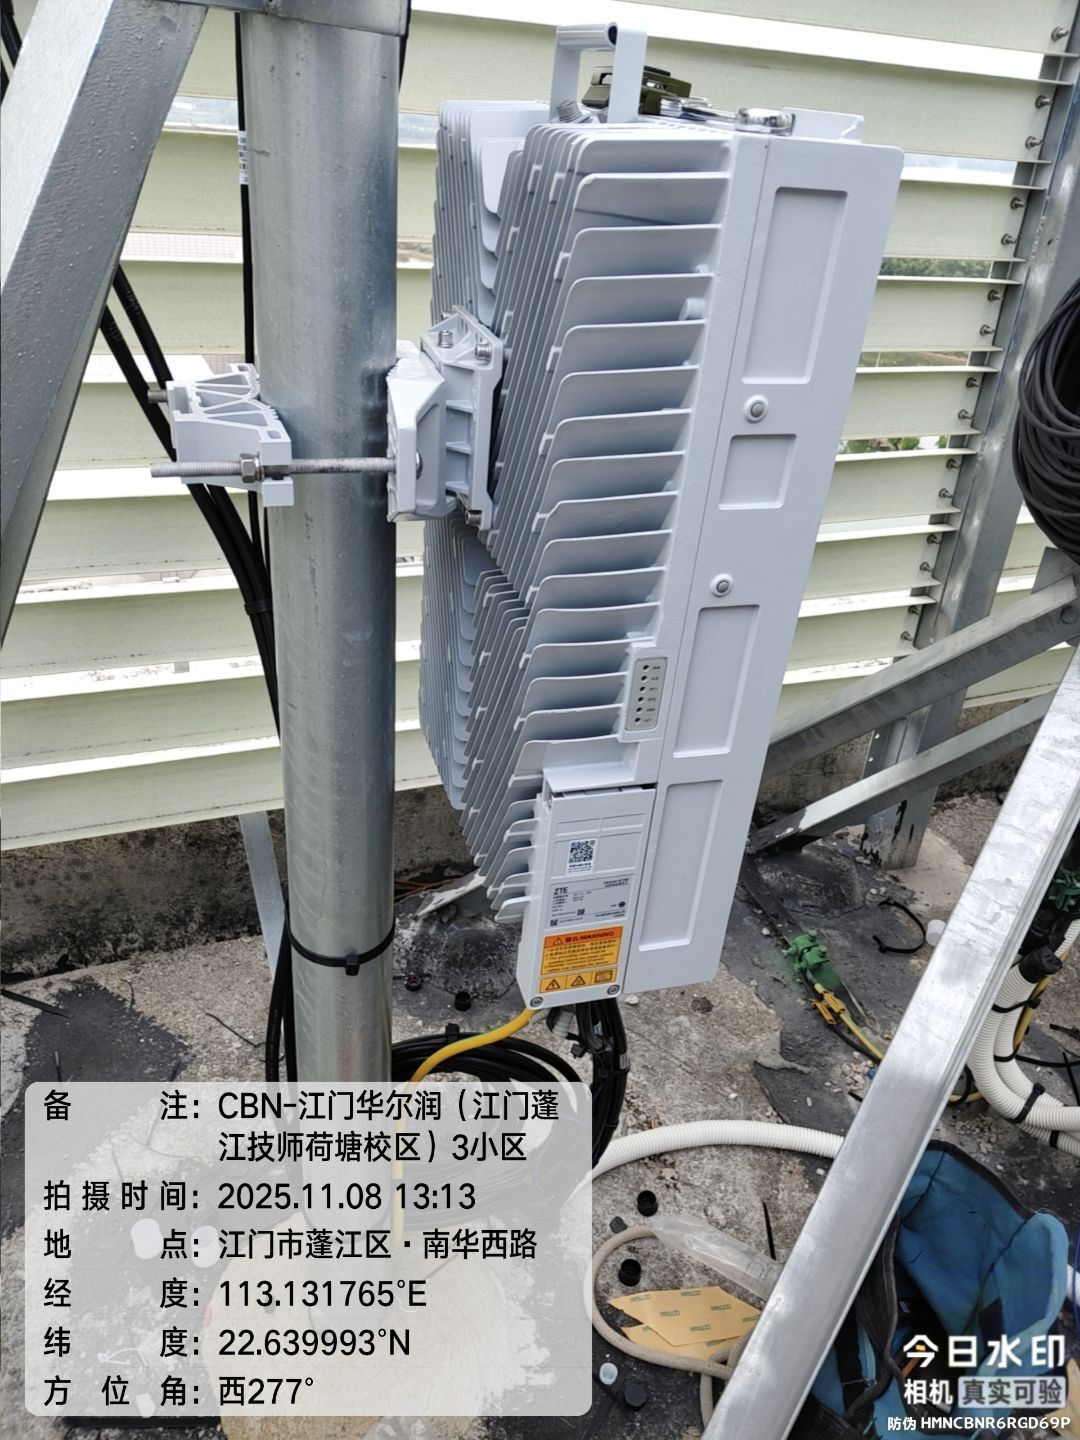 ZTE
警告/WARNING
备注：CBN-江门华尔润（江门蓬
江技师荷塘校区）3小区
拍摄时间：2025.11.08 13:13
地点：江门市蓬江区·南华西路
经度：113.131765°E
纬度：22.639993°N
方位角：西277°
今日水印
相机 真实可验
防伪 HMNCBNR6RGD69P